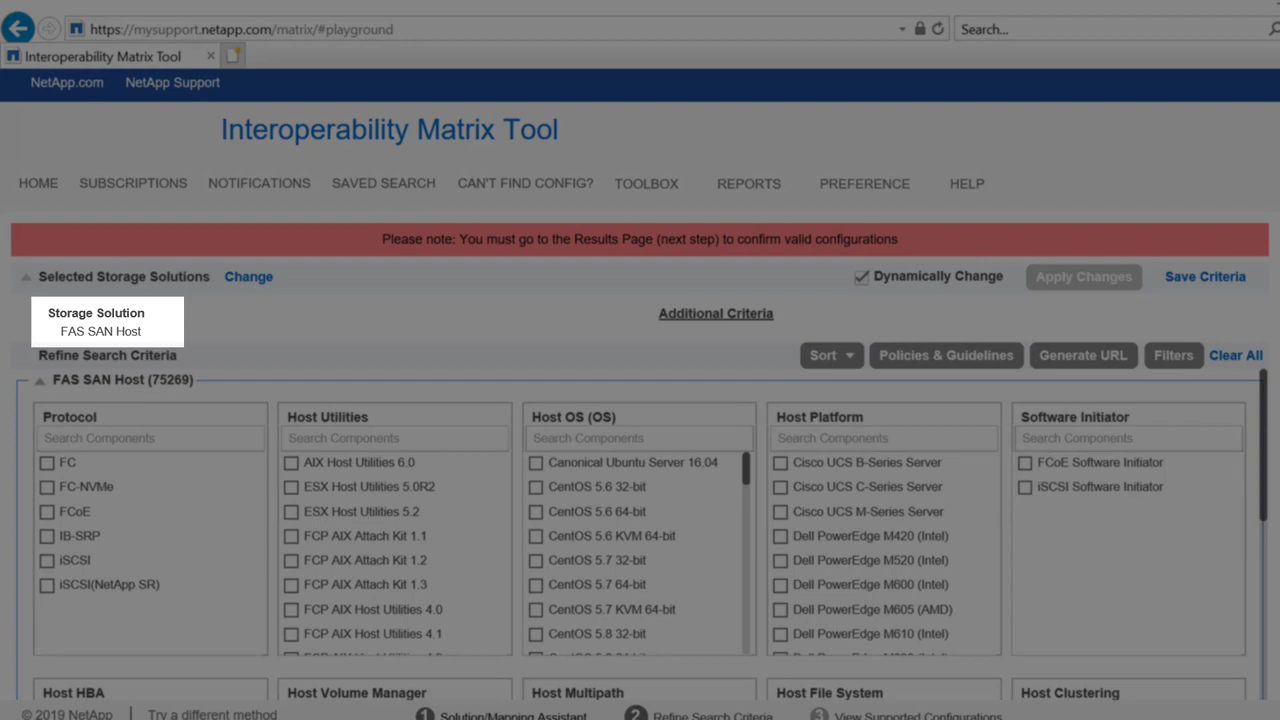 https://mysupport.netapp.com/matrix/#playground
Search...
Interoperability Matrix Tool
NetApp.com NetApp Support
Interoperability Matrix Tool
HOME SUBSCRIPTIONS NOTIFICATIONS SAVED SEARCH CAN'T FIND CONFIG? TOOLBOX REPORTS PREFERENCE HELP
Please note: You must go to the Results Page (next step) to confirm valid configurations
Selected Storage Solutions Change Dynamically Change Apply Changes Save Criteria
Storage Solution
Additional Criteria
FAS SAN Host
Refine Search Criteria Sort Policies & Guidelines Generate URL Filters Clear All
FAS SAN Host (75269)
Protocol
Search Components
FC
FC-NVMe
FCoE
IB-SRP
iSCSI
iSCSI(NetApp SR)
Host Utilities
Search Components
AIX Host Utilities 6.0
ESX Host Utilities 5.0R2
ESX Host Utilities 5.2
FCP AIX Attach Kit 1.1
FCP AIX Attach Kit 1.2
FCP AIX Attach Kit 1.3
FCP AIX Host Utilities 4.0
FCP AIX Host Utilities 4.1
Host OS (OS)
Search Components
Canonical Ubuntu Server 16.04
CentOS 5.6 32-bit
CentOS 5.6 64-bit
CentOS 5.6 KVM 64-bit
CentOS 5.7 32-bit
CentOS 5.7 64-bit
CentOS 5.7 KVM 64-bit
CentOS 5.8 32-bit
Host Platform
Search Components
Cisco UCS B-Series Server
Cisco UCS C-Series Server
Cisco UCS M-Series Server
Dell PowerEdge M420 (Intel)
Dell PowerEdge M520 (Intel)
Dell PowerEdge M600 (Intel)
Dell PowerEdge M605 (AMD)
Dell PowerEdge M610 (Intel)
Software Initiator
Search Components
FCoE Software Initiator
iSCSI Software Initiator
Host HBA
Host Volume Manager
Host Multipath
Host File System
Host Clustering
© 2019 NetApp Try a different method 1 Solution/Mapping Assistant 2 Refine Search Criteria 3 View Supported Configurations